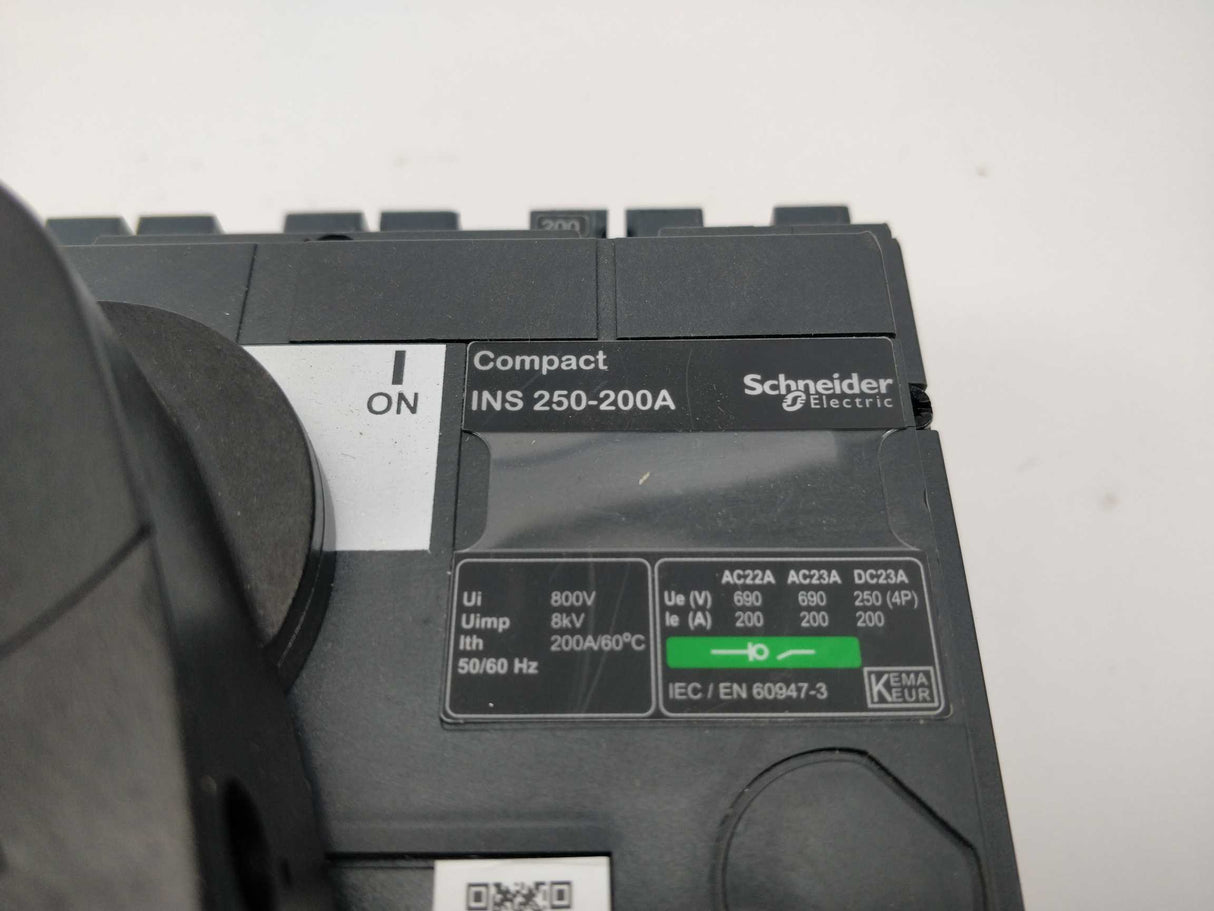 200
I
ON
Compact
INS 250-200A
Schneider
Electric
Ui 800V
Uimp 8kV
Ith 200A/60°C
50/60 Hz
AC22A AC23A DC23A
Ue (V) 690 690 250 (4P)
Ie (A) 200 200 200
IEC / EN 60947-3
KEMA
KEUR